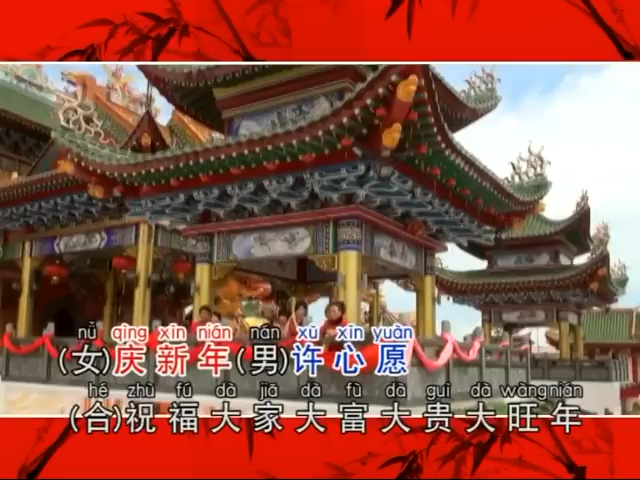 nǚ qìng xīn nián nán xǔ xīn yuàn
(女)庆新年(男)许心愿
hé zhù fú dà jiā dà fù dà guì dà wàngnián
(合)祝福大家大富大贵大旺年